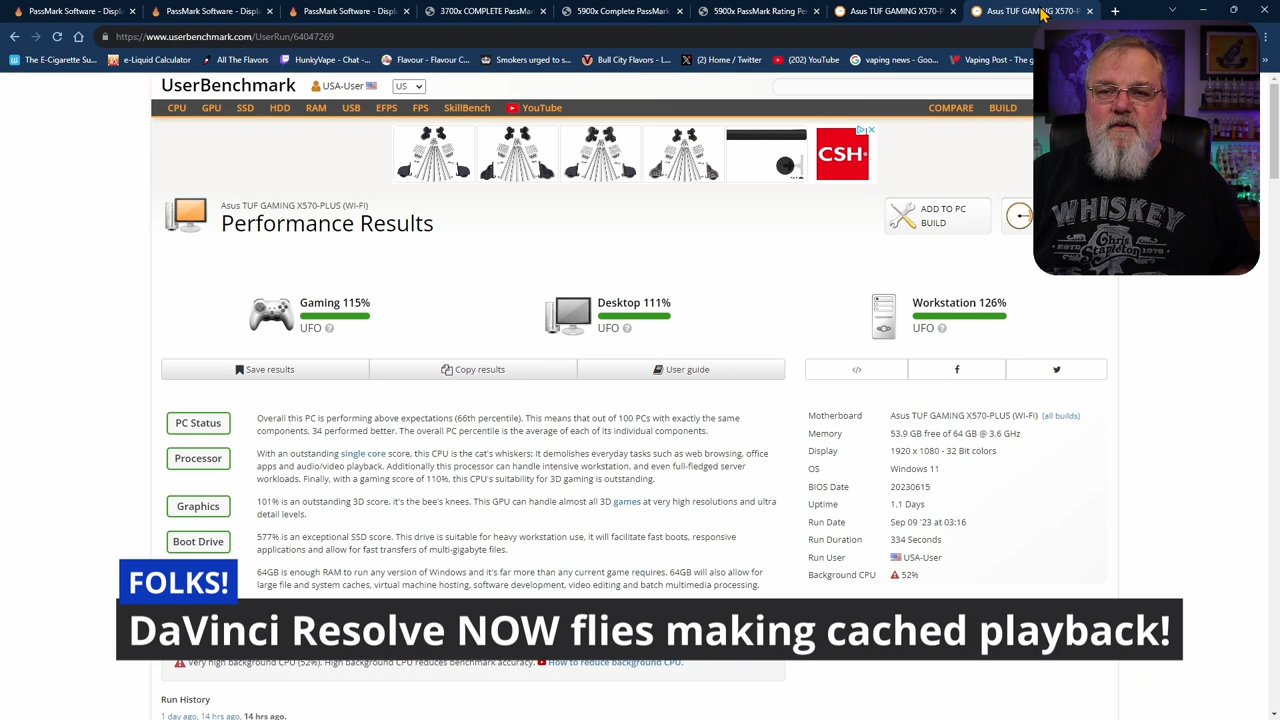 PassMark Software - D
PassMark Software - Di
PassMark Software - Di
3700x COMPLETE PassMar
5900x Complete PassMark
5900x PassMark Rating Pe
Asus TUF GAMING X570-P
Asus TUF GAMING X570-P
https://www.userbenchmark.com/UserRun/64047269
The E-Cigarette Su...
e-Liquid Calculator
All The Flavors
HunkyVape - Chat -...
Flavour - Flavour C...
Smokers urged to s...
Bull City Flavors - L...
(2) Home / Twitter
(202) YouTube
vaping news - Goo...
Vaping Post - The g
UserBenchmark
USA-User
US
CPU GPU SSD HDD RAM USB EFPS FPS SkillBench YouTube COMPARE BUILD
CSH
WHISKEY
Chris
Stapleton
ESTD 1978
Asus TUF GAMING X570-PLUS (WI-FI)
Performance Results
ADD TO PC
BUILD
Gaming 115%
UFO
Desktop 111%
UFO
Workstation 126%
UFO
Save results
Copy results
User guide
PC Status
Overall this PC is performing above expectations (66th percentile). This means that out of 100 PCs with exactly the same
components, 34 performed better. The overall PC percentile is the average of each of its individual components.
Processor
With an outstanding single core score, this CPU is the cat's whiskers: It demolishes everyday tasks such as web browsing, office
apps and audio/video playback. Additionally this processor can handle intensive workstation, and even full-fledged server
workloads. Finally, with a gaming score of 110%, this CPU's suitability for 3D gaming is outstanding.
Graphics
101% is an outstanding 3D score, it's the bee's knees. This GPU can handle almost all 3D games at very high resolutions and ultra
detail levels.
Boot Drive
577% is an exceptional SSD score. This drive is suitable for heavy workstation use, it will facilitate fast boots, responsive
applications and allow for fast transfers of multi-gigabyte files.
64GB is enough RAM to run any version of Windows and it's far more than any current game requires. 64GB will also allow for
large file and system caches, virtual machine hosting, software development, video editing and batch multimedia processing.
Motherboard Asus TUF GAMING X570-PLUS (WI-FI) (all builds)
Memory 53.9 GB free of 64 GB @ 3.6 GHz
Display 1920 x 1080 - 32 Bit colors
OS Windows 11
BIOS Date 20230615
Uptime 1.1 Days
Run Date Sep 09 '23 at 03:16
Run Duration 334 Seconds
Run User USA-User
Background CPU 52%
FOLKS!
DaVinci Resolve NOW flies making cached playback!
Very high background CPU (52%). High background CPU reduces benchmark accuracy. How to reduce background CPU.
Run History
1 day ago, 14 hrs ago, 14 hrs ago.